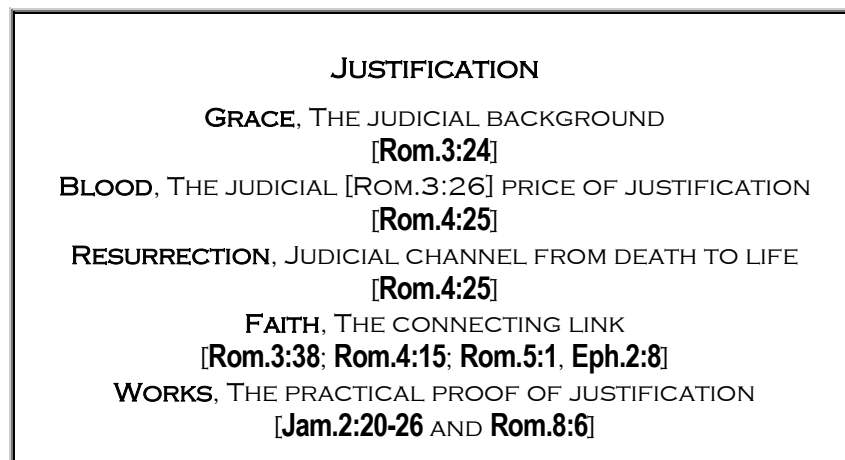 JUSTIFICATION
GRACE, THE JUDICIAL BACKGROUND
[Rom.3:24]
BLOOD, THE JUDICIAL [ROM.3:26] PRICE OF JUSTIFICATION
[Rom.4:25]
RESURRECTION, JUDICIAL CHANNEL FROM DEATH TO LIFE
[Rom.4:25]
FAITH, THE CONNECTING LINK
[Rom.3:38; Rom.4:15; Rom.5:1, Eph.2:8]
WORKS, THE PRACTICAL PROOF OF JUSTIFICATION
[Jam.2:20-26 AND Rom.8:6]